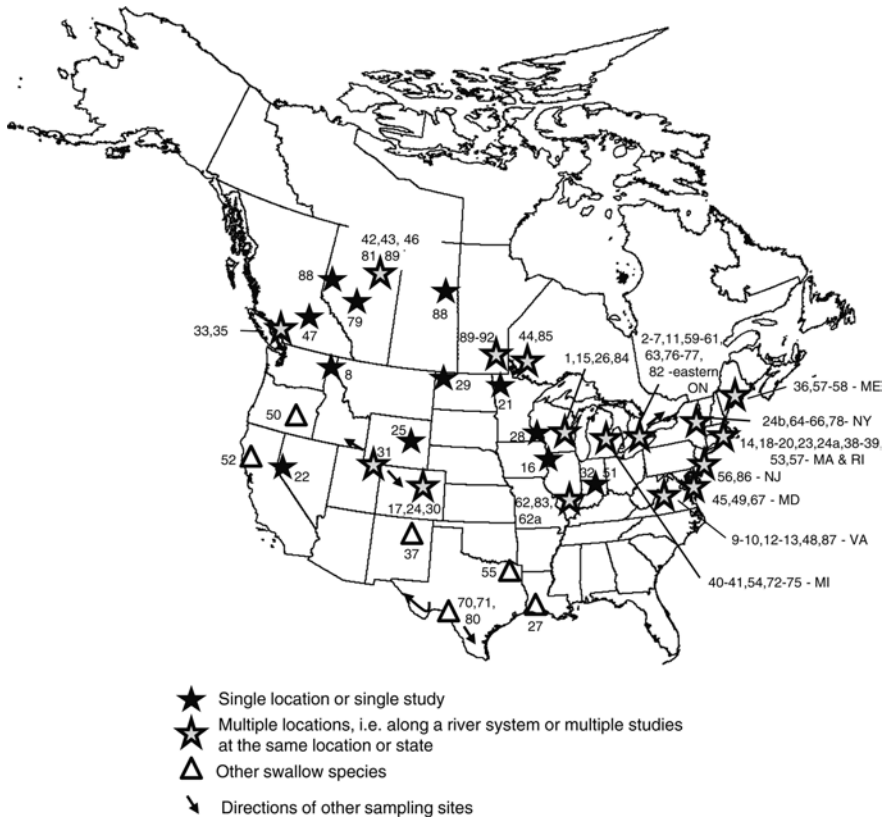 42,43, 46
81, 89
88
79
88
33,35
47
89-92
44,85
1,15,26,84
2-7,11,59-61,
63,76-77,
82 -eastern
ON
36,57-58 - ME
8
29
21
24b,64-66,78- NY
50
25
28
14,18-20,23,24a,38-39,
53,57- MA & RI
52
22
31
16
32
51
56,86 - NJ
17,24,30
62,83,
62a
45,49,67 - MD
37
9-10,12-13,48,87 - VA
55
40-41,54,72-75 - MI
70,71,
80
27
Single location or single study
Multiple locations, i.e. along a river system or multiple studies
at the same location or state
Other swallow species
Directions of other sampling sites